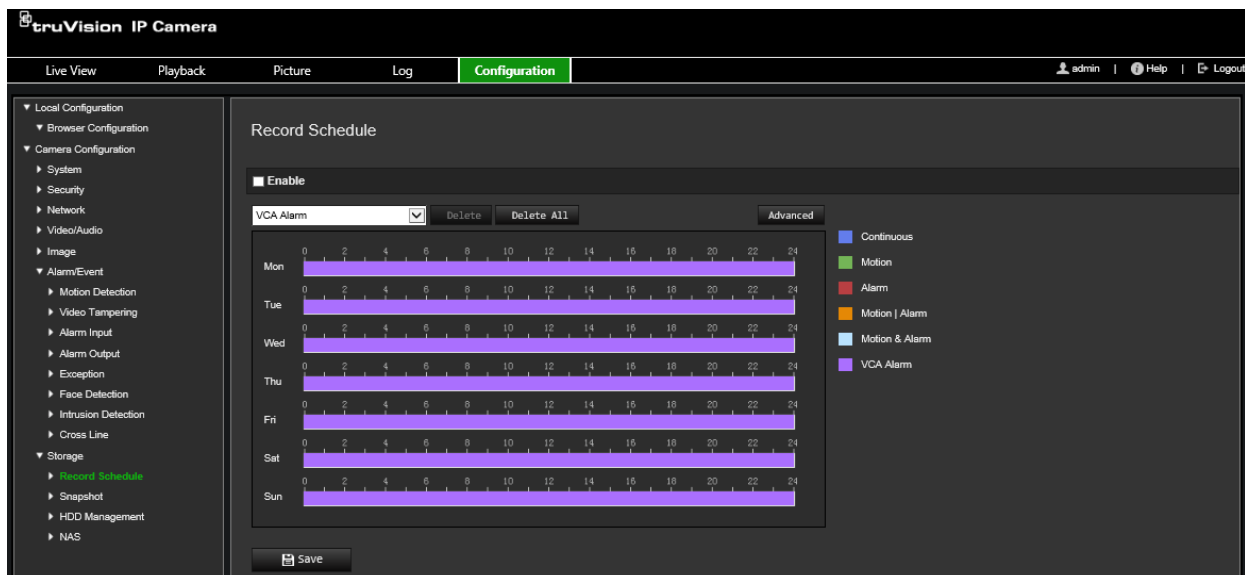 truVision IP Camera
Live View Playback Picture Log Configuration admin | Help | Logout
Local Configuration
Browser Configuration
Camera Configuration
System
Security
Network
Video/Audio
Image
Alarm/Event
Motion Detection
Video Tampering
Alarm Input
Alarm Output
Exception
Face Detection
Intrusion Detection
Cross Line
Storage
Record Schedule
Snapshot
HDD Management
NAS
Record Schedule
Enable
VCA Alarm Delete Delete All Advanced
0 2 4 6 8 10 12 14 16 18 20 22 24
Mon
0 2 4 6 8 10 12 14 16 18 20 22 24
Tue
0 2 4 6 8 10 12 14 16 18 20 22 24
Wed
0 2 4 6 8 10 12 14 16 18 20 22 24
Thu
0 2 4 6 8 10 12 14 16 18 20 22 24
Fri
0 2 4 6 8 10 12 14 16 18 20 22 24
Sat
0 2 4 6 8 10 12 14 16 18 20 22 24
Sun
Continuous
Motion
Alarm
Motion | Alarm
Motion & Alarm
VCA Alarm
Save